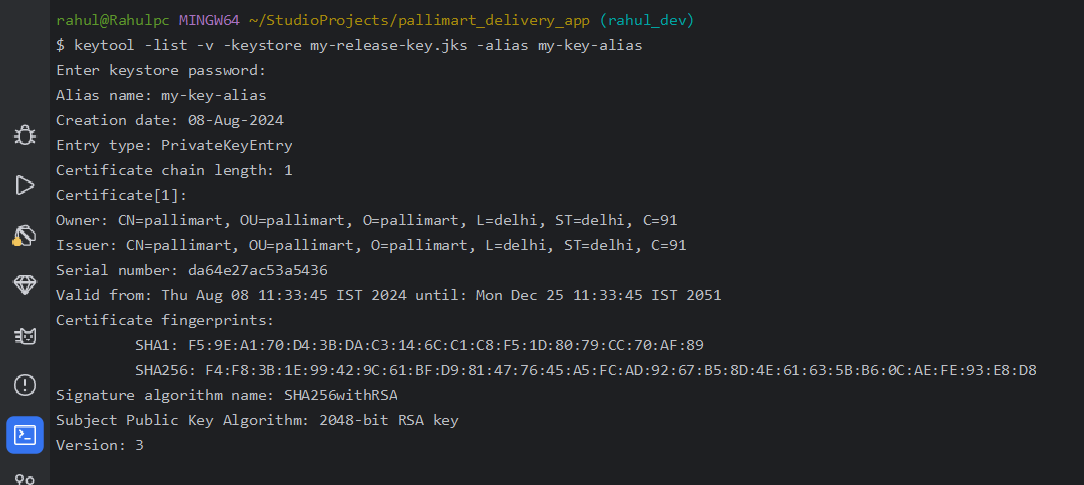 rahul@Rahulpc MINGW64 ~/StudioProjects/pallimart_delivery_app (rahul_dev)
$ keytool -list -v -keystore my-release-key.jks -alias my-key-alias
Enter keystore password:
Alias name: my-key-alias
Creation date: 08-Aug-2024
Entry type: PrivateKeyEntry
Certificate chain length: 1
Certificate[1]:
Owner: CN=pallimart, OU=pallimart, O=pallimart, L=delhi, ST=delhi, C=91
Issuer: CN=pallimart, OU=pallimart, O=pallimart, L=delhi, ST=delhi, C=91
Serial number: da64e27ac53a5436
Valid from: Thu Aug 08 11:33:45 IST 2024 until: Mon Dec 25 11:33:45 IST 2051
Certificate fingerprints:
SHA1: F5:9E:A1:70:D4:3B:DA:C3:14:6C:C1:C8:F5:1D:80:79:CC:70:AF:89
SHA256: F4:F8:3B:1E:99:42:9C:61:BF:D9:81:47:76:45:A5:FC:AD:92:67:B5:8D:4E:61:63:5B:B6:0C:AE:FE:93:E8:D8
Signature algorithm name: SHA256withRSA
Subject Public Key Algorithm: 2048-bit RSA key
Version: 3